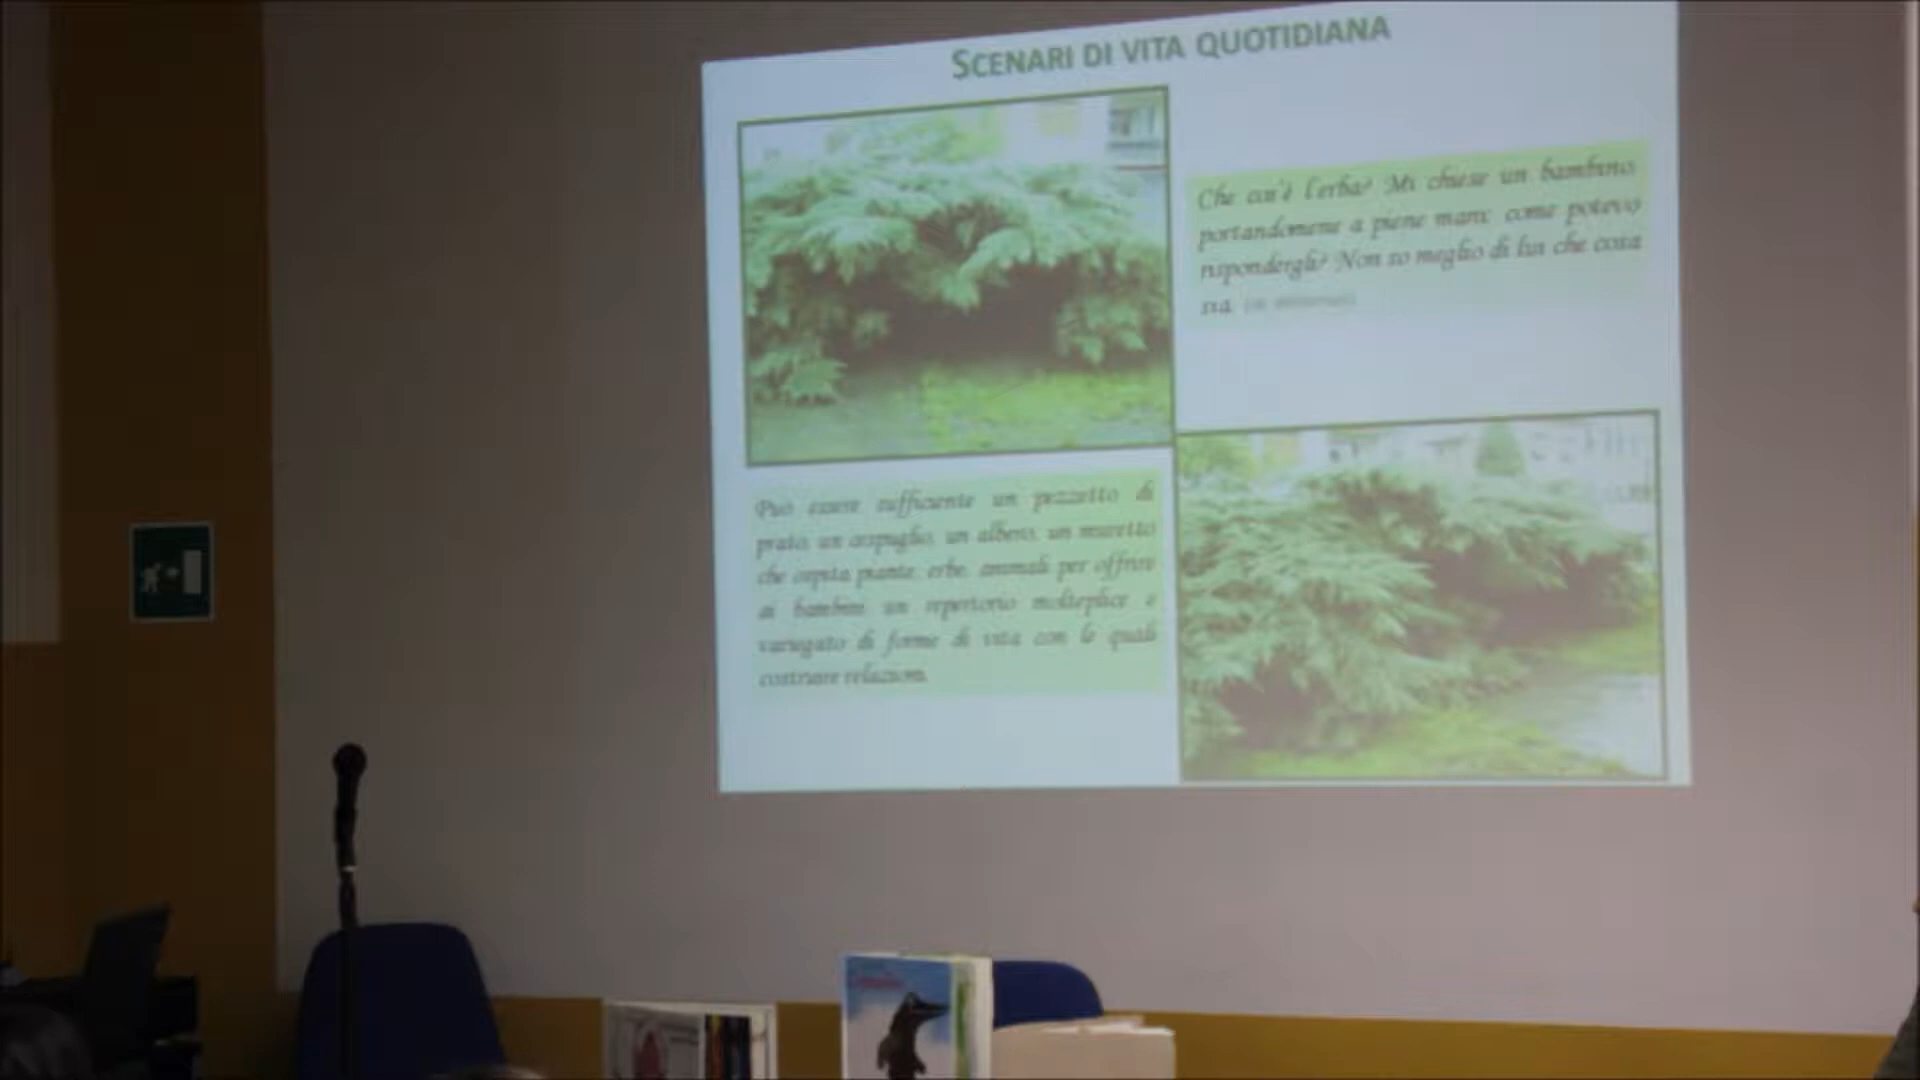 SCENARI DI VITA QUOTIDIANA
Che cos'è l'erba? Mi chiese un bambino
portandomene a piene mani: come potevo
rispondergli? Non so meglio di lui che cosa
sia.
Può essere sufficiente un pezzetto di
prato, un cespuglio, un albero, un muretto
che ospita piante, erbe, animali per offrire
ai bambini un repertorio molteplice e
variegato di forme di vita con le quali
costruire relazioni.